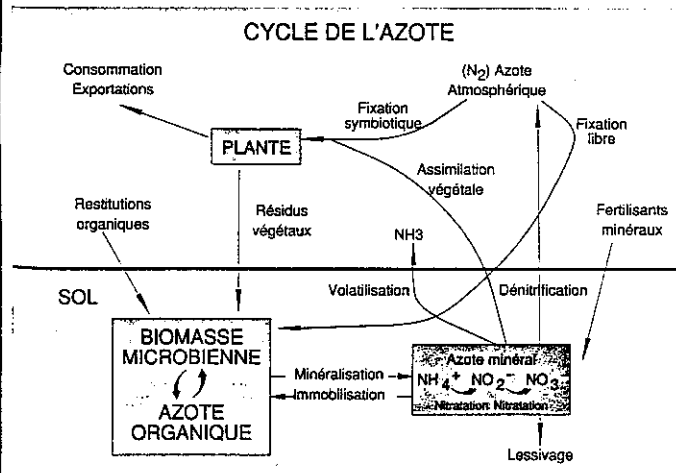 CYCLE DE L'AZOTE
Consommation
Exportations
(N2) Azote
Atmosphérique
Fixation
symbiotique
Fixation
libre
PLANTE
Assimilation
végétale
Restitutions
organiques
Résidus
végétaux
Fertilisants
minéraux
NH3
Volatilisation
Dénitrification
SOL
BIOMASSE
MICROBIENNE
AZOTE
ORGANIQUE
Minéralisation
Immobilisation
Azote minéral
NH4+ NO2- NO3-
Nitratation Nitratation
Lessivage